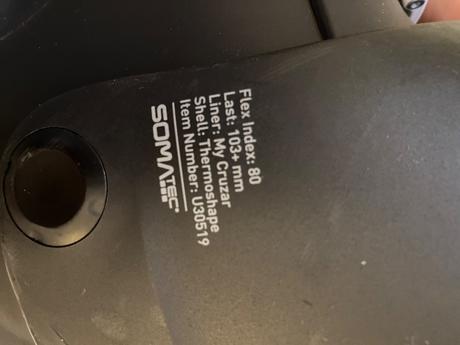 Flex Index: 80
Last: 103+ mm
Liner: My Cruzar
Shell: Thermoshape
Item Number: U30519
SOMATEC